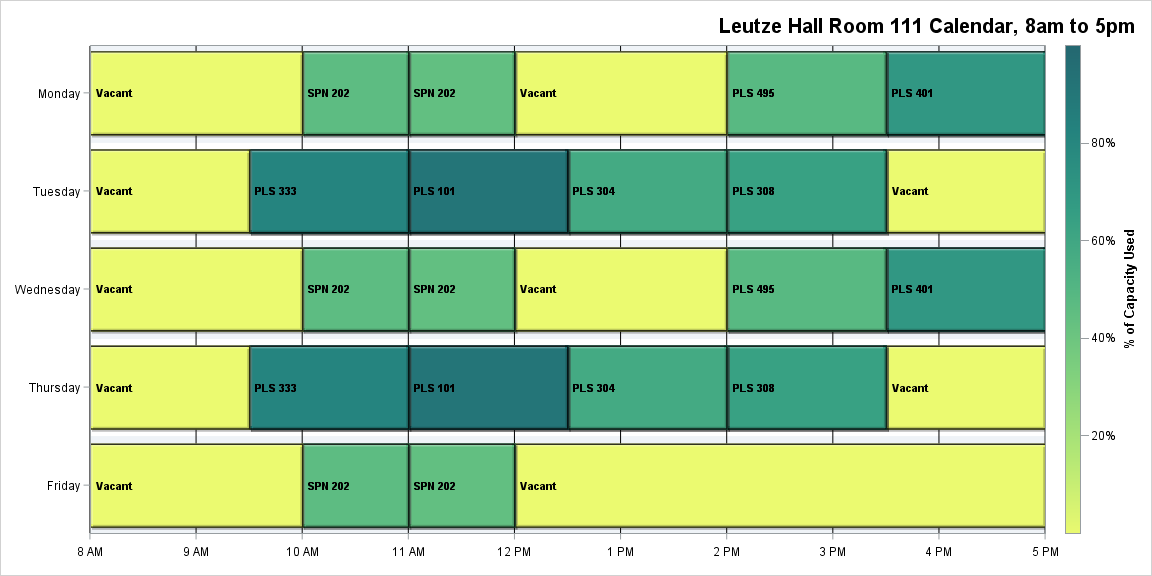 Leutze Hall Room 111 Calendar, 8am to 5pm
Monday
Vacant
SPN 202
SPN 202
Vacant
PLS 495
PLS 401
Tuesday
Vacant
PLS 333
PLS 101
PLS 304
PLS 308
Vacant
Wednesday
Vacant
SPN 202
SPN 202
Vacant
PLS 495
PLS 401
Thursday
Vacant
PLS 333
PLS 101
PLS 304
PLS 308
Vacant
Friday
Vacant
SPN 202
SPN 202
Vacant
8 AM
9 AM
10 AM
11 AM
12 PM
1 PM
2 PM
3 PM
4 PM
5 PM
80%
60%
40%
20%
% of Capacity Used